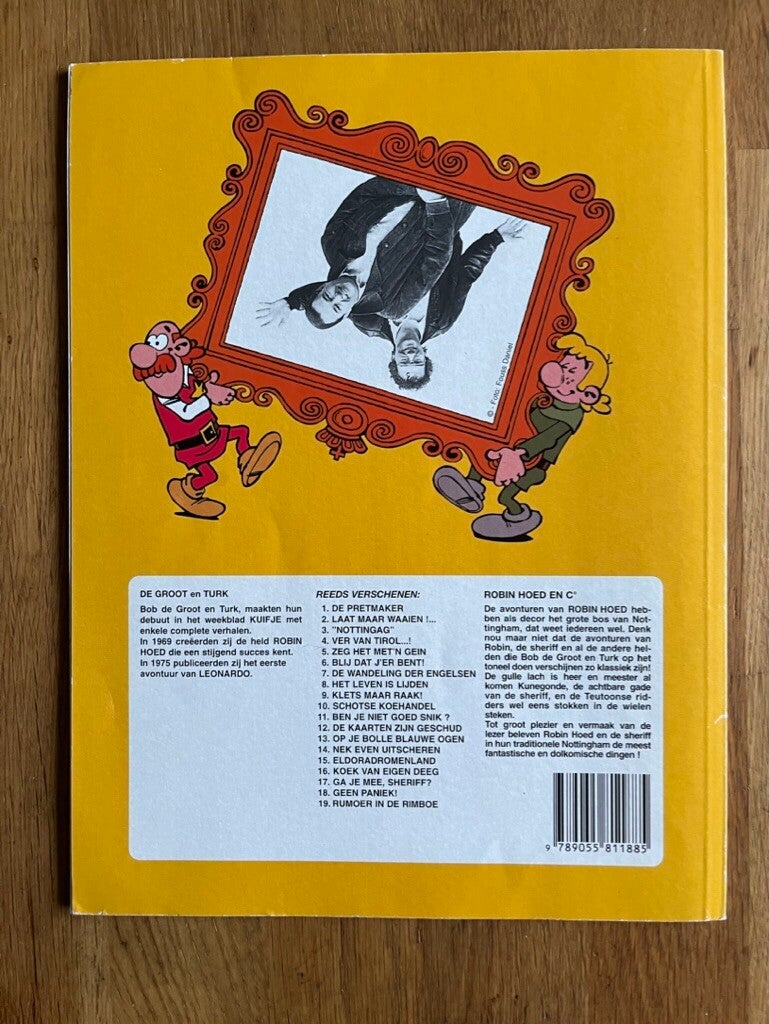 © - Foto: Fouss Daniel
DE GROOT en TURK
Bob de Groot en Turk, maakten hun
debuut in het weekblad KUIFJE met
enkele complete verhalen.
In 1969 creëerden zij de held ROBIN
HOED die een stijgend succes kent.
In 1975 publiceerden zij het eerste
avontuur van LEONARDO.
REEDS VERSCHENEN:
1. DE PRETMAKER
2. LAAT MAAR WAAIEN !...
3. "NOTTINGAG"
4. VER VAN TIROL...!
5. ZEG HET MET'N GEIN
6. BLIJ DAT J'ER BENT!
7. DE WANDELING DER ENGELSEN
8. HET LEVEN IS LIJDEN
9. KLETS MAAR RAAK!
10. SCHOTSE KOEHANDEL
11. BEN JE NIET GOED SNIK ?
12. DE KAARTEN ZIJN GESCHUD
13. OP JE BOLLE BLAUWE OGEN
14. NEK EVEN UITSCHEREN
15. ELDORADROMENLAND
16. KOEK VAN EIGEN DEEG
17. GA JE MEE, SHERIFF?
18. GEEN PANIEK!
19. RUMOER IN DE RIMBOE
ROBIN HOED EN C°
De avonturen van ROBIN HOED heb-
ben als decor het grote bos van Not-
tingham, dat weet iedereen wel. Denk
nou maar niet dat de avonturen van
Robin, de sheriff en al de andere hel-
den die Bob de Groot en Turk op het
toneel doen verschijnen zo klassiek zijn!
De gulle lach is heer en meester al
komen Kunegonde, de achtbare gade
van de sheriff, en de Teutoonse rid-
ders wel eens stokken in de wielen
steken.
Tot groot plezier en vermaak van de
lezer beleven Robin Hoed en de sheriff
in hun traditionele Nottingham de meest
fantastische en dolkomische dingen !
9 789055 811885